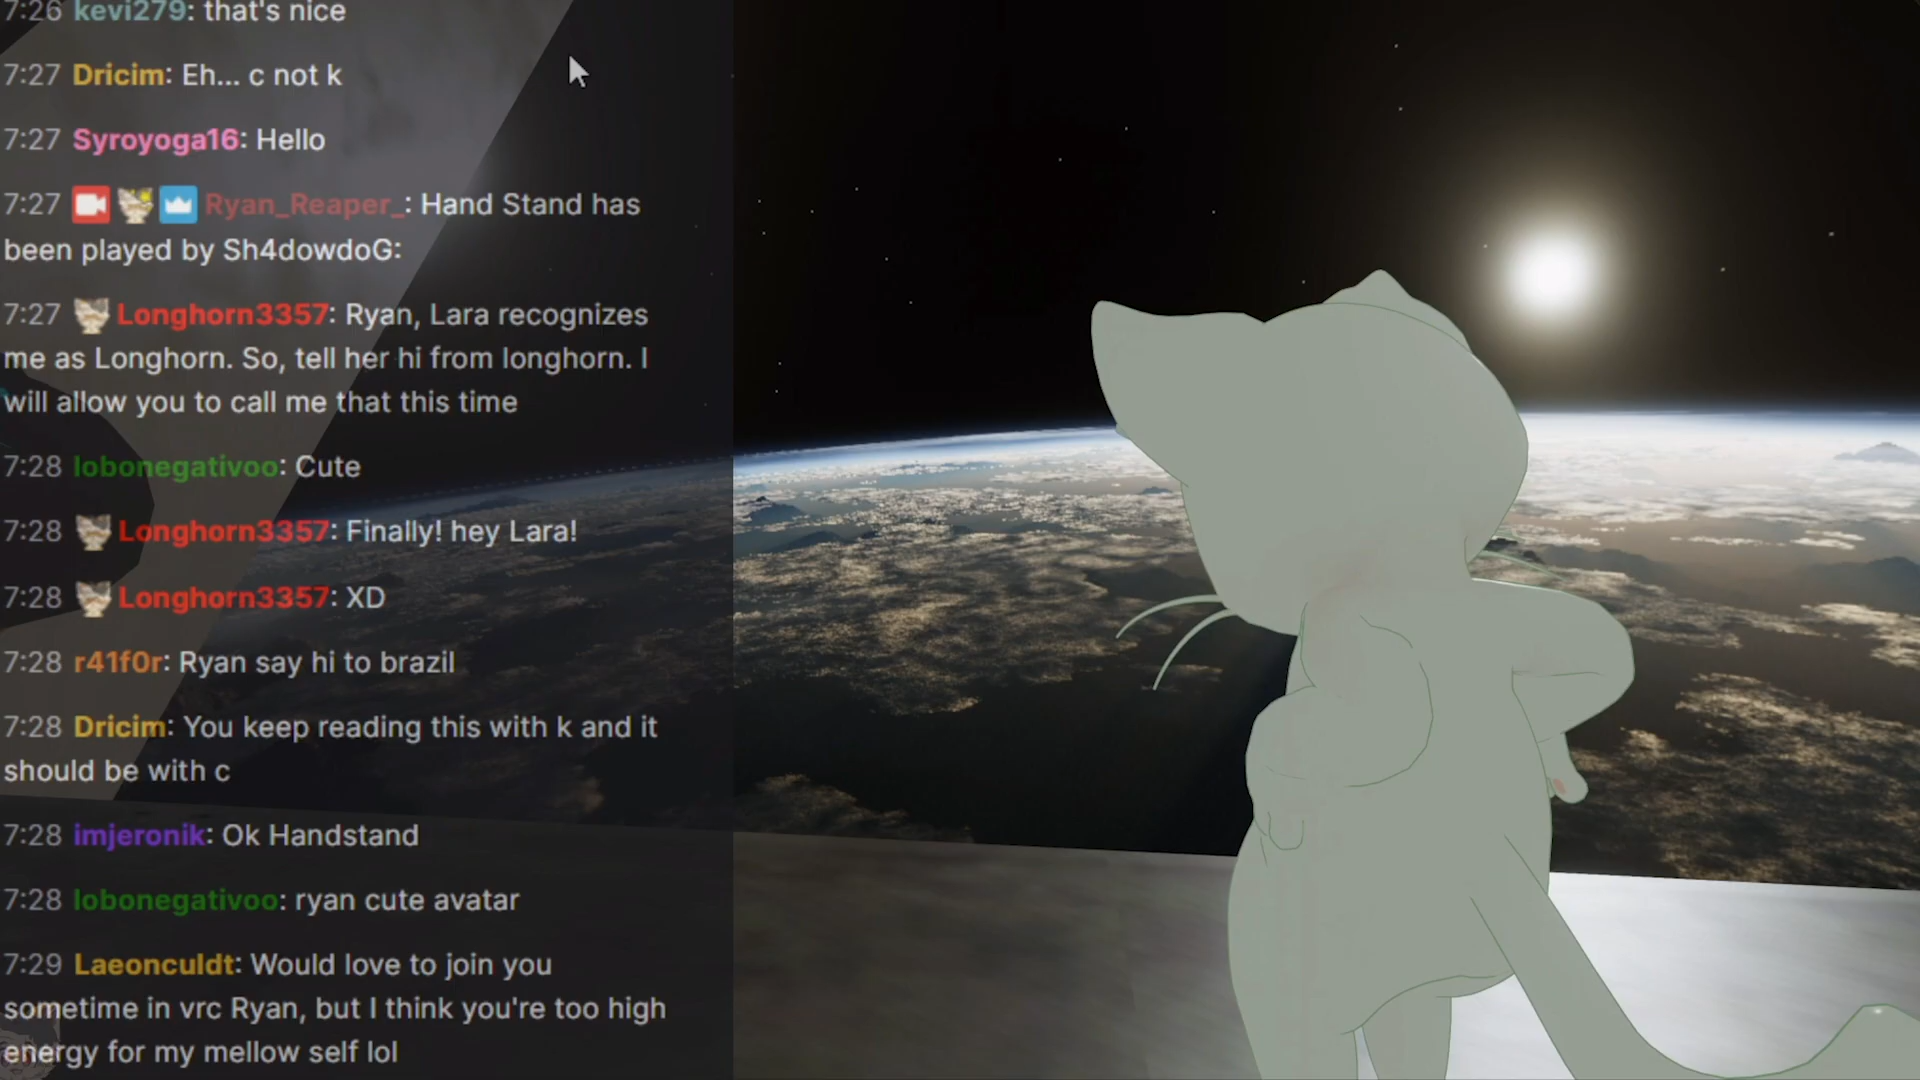 7:26 kevi279: that's nice
7:27 Dricim: Eh... c not k
7:27 Syroyoga16: Hello
7:27 Ryan_Reaper_: Hand Stand has
been played by Sh4dowdoG:
7:27 Longhorn3357: Ryan, Lara recognizes
me as Longhorn. So, tell her hi from longhorn. I
will allow you to call me that this time
7:28 lobonegativoo: Cute
7:28 Longhorn3357: Finally! hey Lara!
7:28 Longhorn3357: XD
7:28 r41f0r: Ryan say hi to brazil
7:28 Dricim: You keep reading this with k and it
should be with c
7:28 imjeronik: Ok Handstand
7:28 lobonegativoo: ryan cute avatar
7:29 Laeonculdt: Would love to join you
sometime in vrc Ryan, but I think you're too high
energy for my mellow self lol